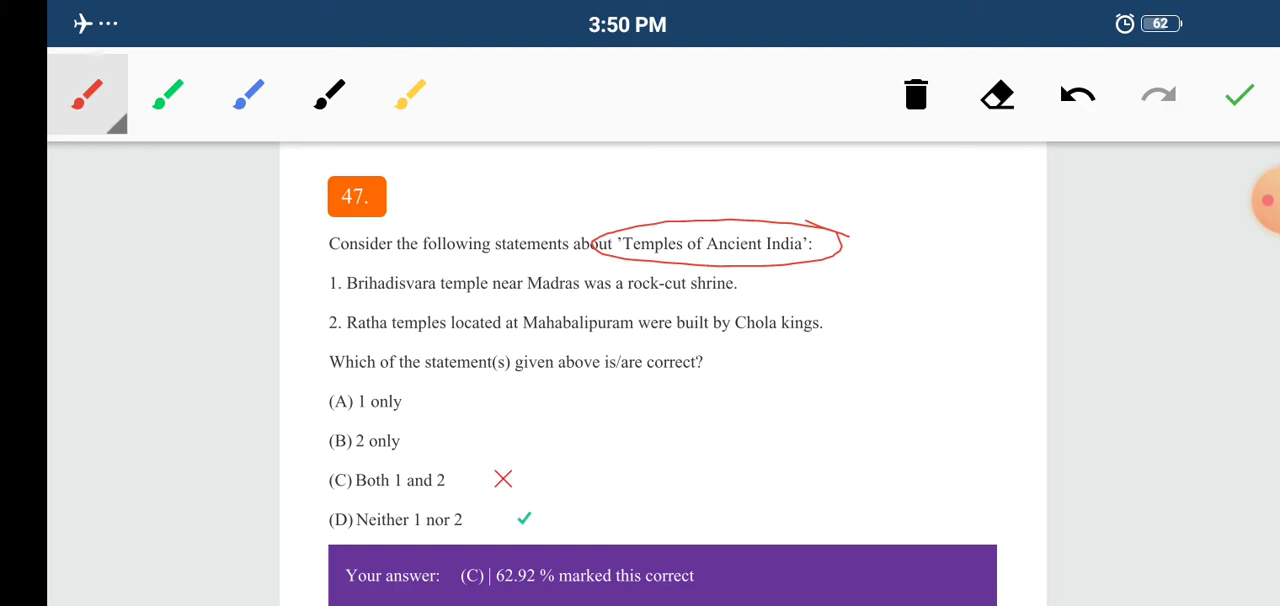 3:50 PM
62
47.
Consider the following statements about ’Temples of Ancient India’:
1. Brihadisvara temple near Madras was a rock-cut shrine.
2. Ratha temples located at Mahabalipuram were built by Chola kings.
Which of the statement(s) given above is/are correct?
(A) 1 only
(B) 2 only
(C) Both 1 and 2
(D) Neither 1 nor 2
Your answer: (C) | 62.92 % marked this correct